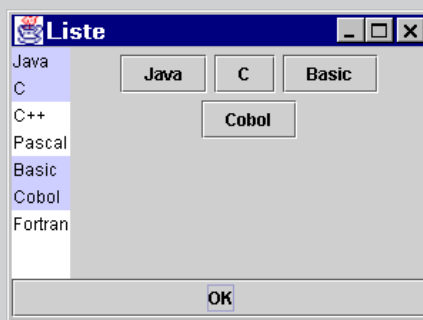 Liste
Java
C
C++
Pascal
Basic
Cobol
Fortran
Java C Basic
Cobol
OK